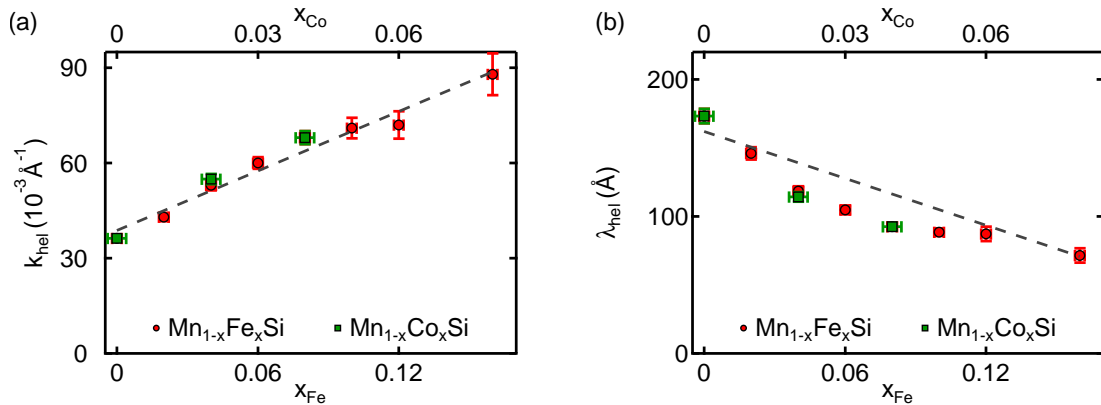 (a)
x_Co
0 0.03 0.06
90
60
30
0
k_hel (10^-3 Å^-1)
Mn_1-xFe_xSi Mn_1-xCo_xSi
0 0.06 0.12
x_Fe
(b)
x_Co
0 0.03 0.06
200
100
0
λ_hel (Å)
Mn_1-xFe_xSi Mn_1-xCo_xSi
0 0.06 0.12
x_Fe